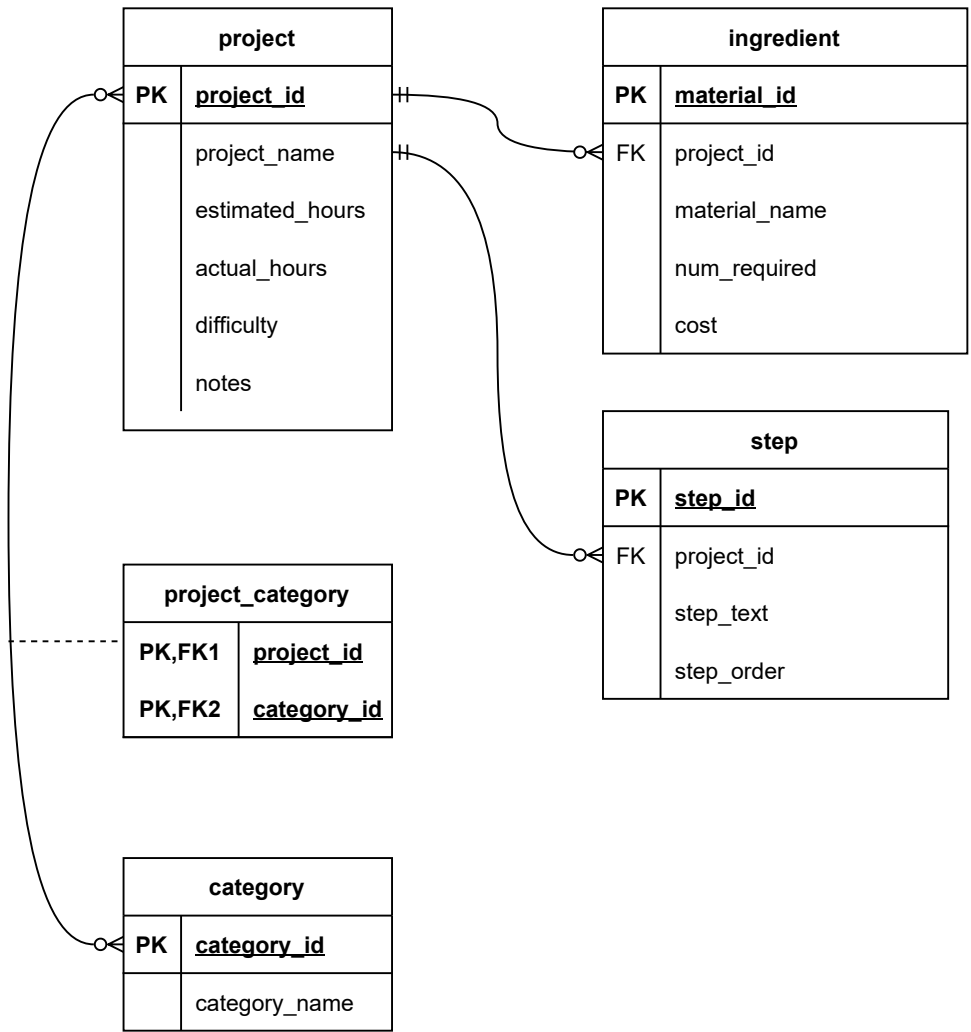 project
PK project_id
project_name
estimated_hours
actual_hours
difficulty
notes
ingredient
PK material_id
FK project_id
material_name
num_required
cost
step
PK step_id
FK project_id
step_text
step_order
project_category
PK,FK1 project_id
PK,FK2 category_id
category
PK category_id
category_name